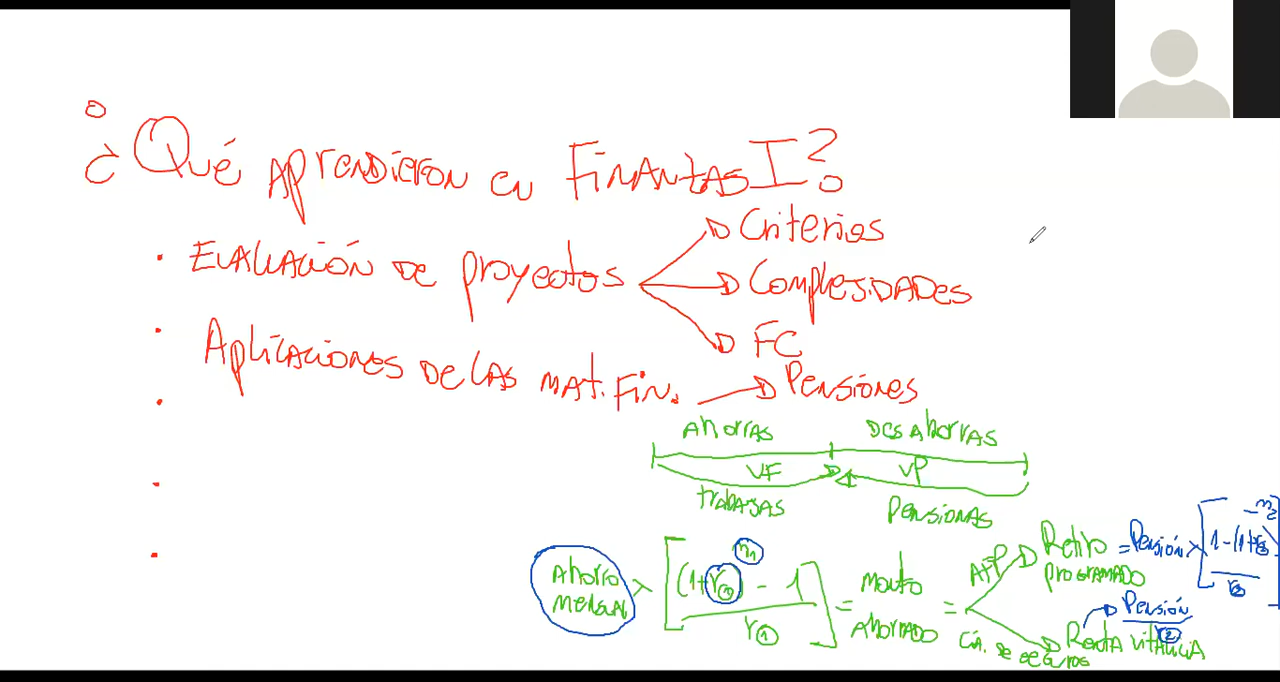 ¿Qué aprendieron en Finanzas I?
· Evaluación de proyectos → Criterios
→ Complejidades
→ FC
· Aplicaciones de las mat. Fin. → Pensiones
Ahorras Desahorras
VF VP
trabajas Pensionas
Ahorro mensual × [(1+r①)^n₁ - 1 / r①] = monto ahorrado =
AFP → Retiro programado = Pensión × [1-(1+r②)^-n₂ / r②]
Cía. de seguros → Renta vitalicia → Pensión / r②